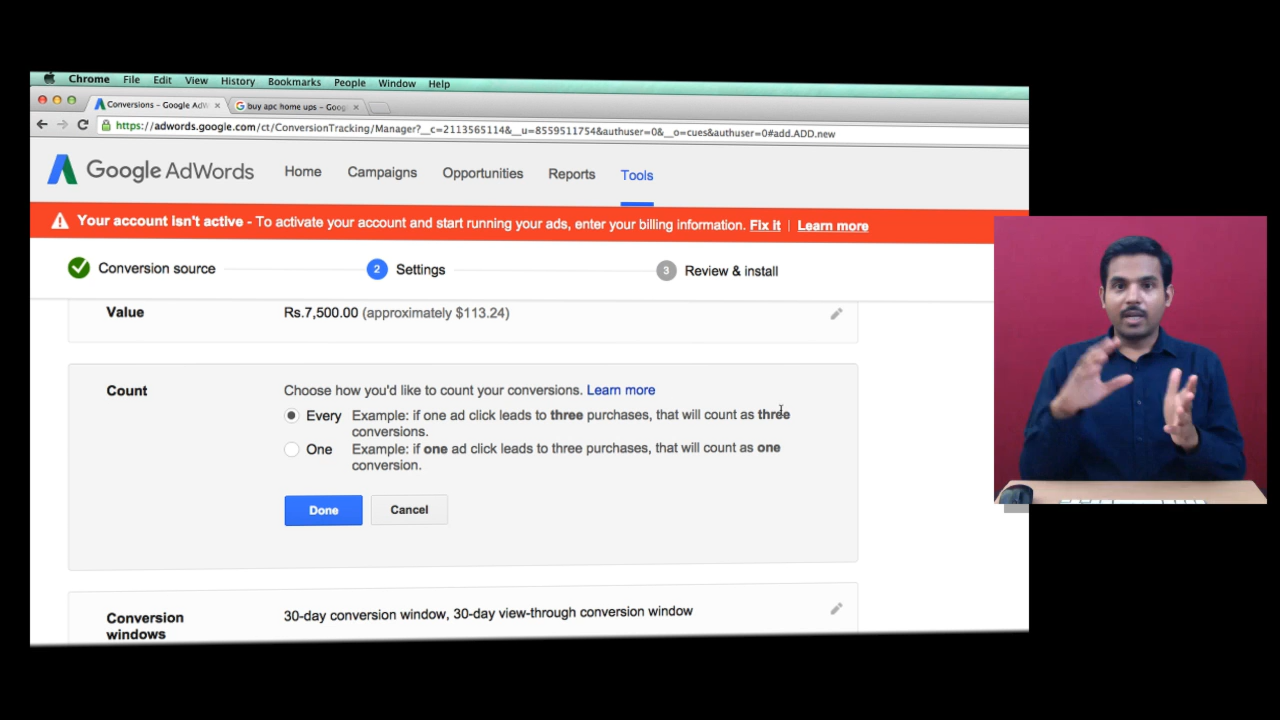 Chrome File Edit View History Bookmarks People Window Help
Conversions - Google AdW
buy apc home ups - Goog
https://adwords.google.com/ct/ConversionTracking/Manager?__c=2113565114&__u=8559511754&authuser=0&__o=cues&authuser=0#add.ADD.new
Google AdWords Home Campaigns Opportunities Reports Tools
Your account isn't active - To activate your account and start running your ads, enter your billing information. Fix it | Learn more
Conversion source 2 Settings 3 Review & install
Value Rs.7,500.00 (approximately $113.24)
Count Choose how you'd like to count your conversions. Learn more
Every Example: if one ad click leads to three purchases, that will count as three
conversions.
One Example: if one ad click leads to three purchases, that will count as one
conversion.
Done Cancel
Conversion 30-day conversion window, 30-day view-through conversion window
windows